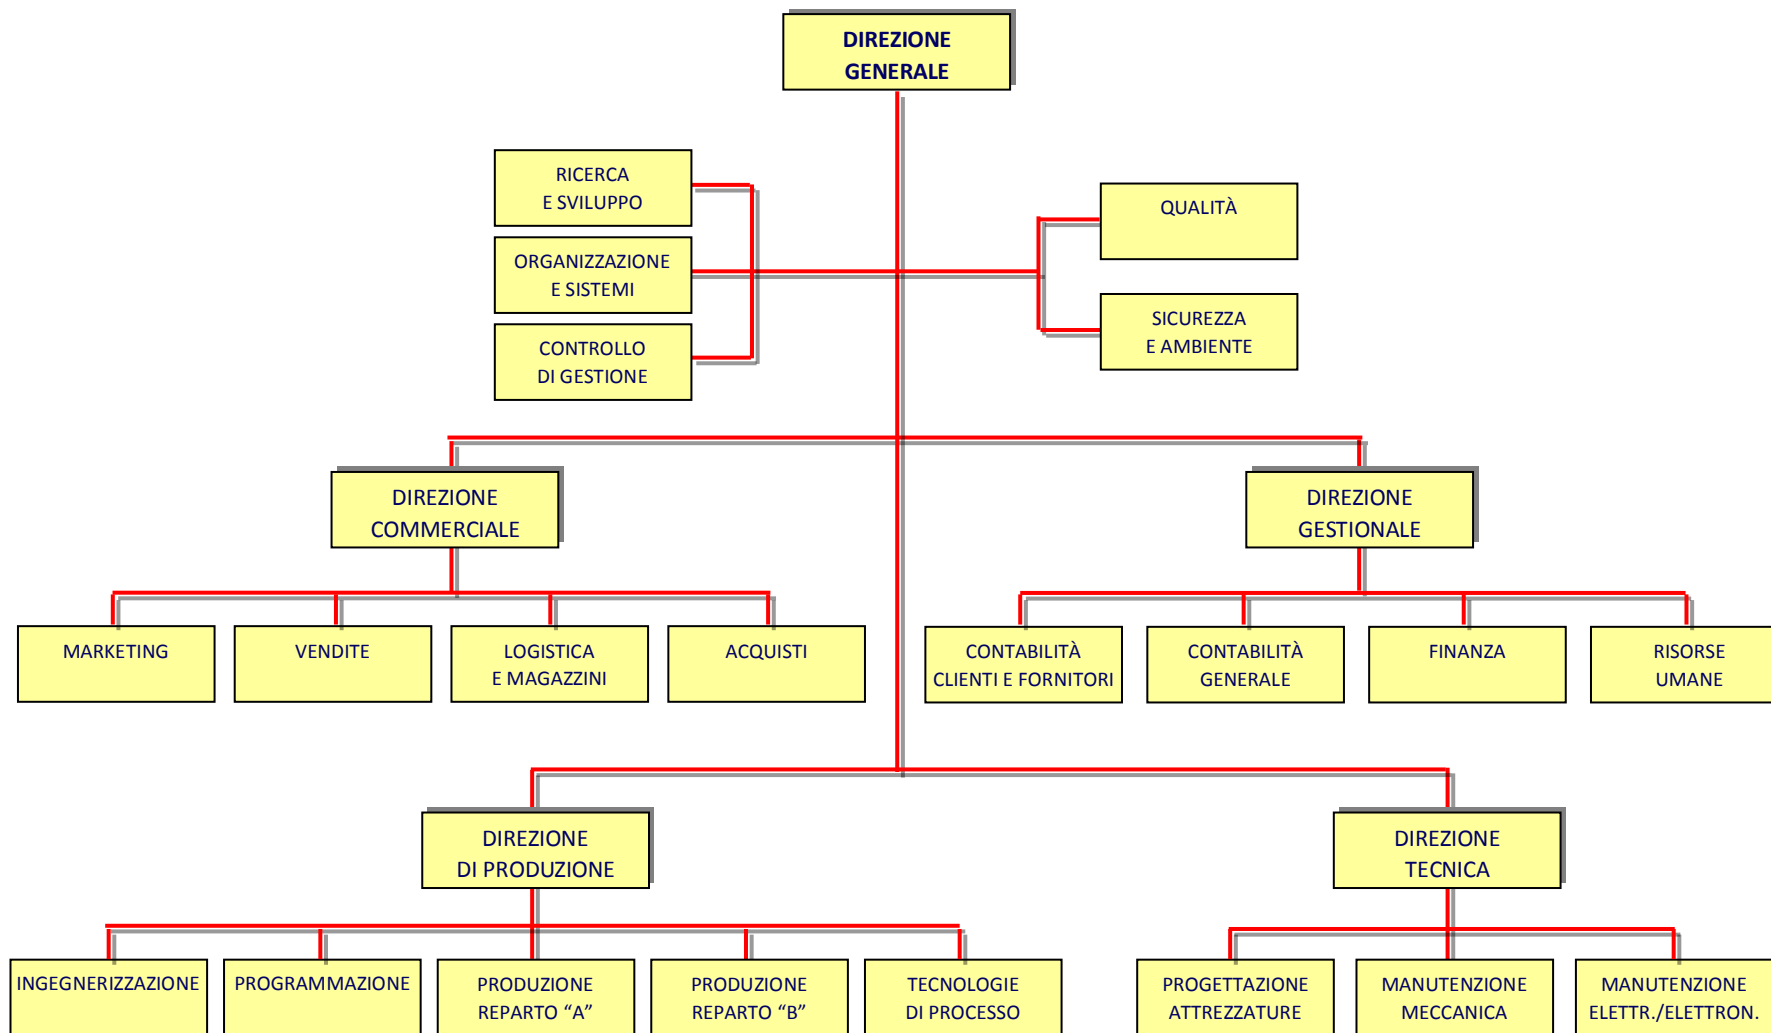 DIREZIONE
GENERALE
RICERCA
E SVILUPPO
ORGANIZZAZIONE
E SISTEMI
CONTROLLO
DI GESTIONE
QUALITÀ
SICUREZZA
E AMBIENTE
DIREZIONE
COMMERCIALE
DIREZIONE
GESTIONALE
MARKETING
VENDITE
LOGISTICA
E MAGAZZINI
ACQUISTI
CONTABILITÀ
CLIENTI E FORNITORI
CONTABILITÀ
GENERALE
FINANZA
RISORSE
UMANE
DIREZIONE
DI PRODUZIONE
DIREZIONE
TECNICA
INGEGNERIZZAZIONE
PROGRAMMAZIONE
PRODUZIONE
REPARTO “A”
PRODUZIONE
REPARTO “B”
TECNOLOGIE
DI PROCESSO
PROGETTAZIONE
ATTREZZATURE
MANUTENZIONE
MECCANICA
MANUTENZIONE
ELETTR./ELETTRON.